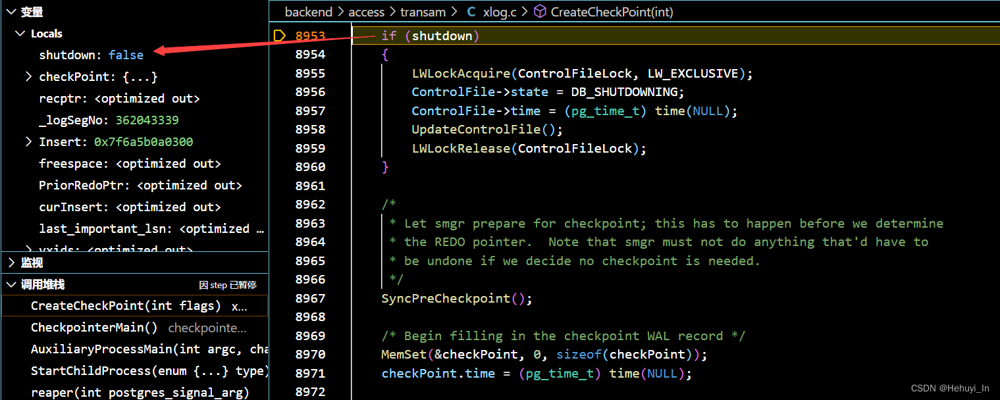 变量
Locals
shutdown: false
checkPoint: {...}
recptr: <optimized out>
_logSegNo: 362043339
Insert: 0x7f6a5b0a0300
freespace: <optimized out>
PriorRedoPtr: <optimized out>
curInsert: <optimized out>
last_important_lsn: <optimized …
vxids: <optimized out>
监视
调用堆栈 因 step 已暂停
CreateCheckPoint(int flags) x...
CheckpointerMain() checkpointe...
AuxiliaryProcessMain(int argc, cha
StartChildProcess(enum {...} type)
reaper(int postgres_signal_arg)
backend > access > transam > C xlog.c > CreateCheckPoint(int)
8953 if (shutdown)
8954 {
8955 LWLockAcquire(ControlFileLock, LW_EXCLUSIVE);
8956 ControlFile->state = DB_SHUTDOWNING;
8957 ControlFile->time = (pg_time_t) time(NULL);
8958 UpdateControlFile();
8959 LWLockRelease(ControlFileLock);
8960 }
8961
8962 /*
8963 * Let smgr prepare for checkpoint; this has to happen before we determine
8964 * the REDO pointer.  Note that smgr must not do anything that'd have to
8965 * be undone if we decide no checkpoint is needed.
8966 */
8967 SyncPreCheckpoint();
8968
8969 /* Begin filling in the checkpoint WAL record */
8970 MemSet(&checkPoint, 0, sizeof(checkPoint));
8971 checkPoint.time = (pg_time_t) time(NULL);
8972
CSDN @Hehuyi_In